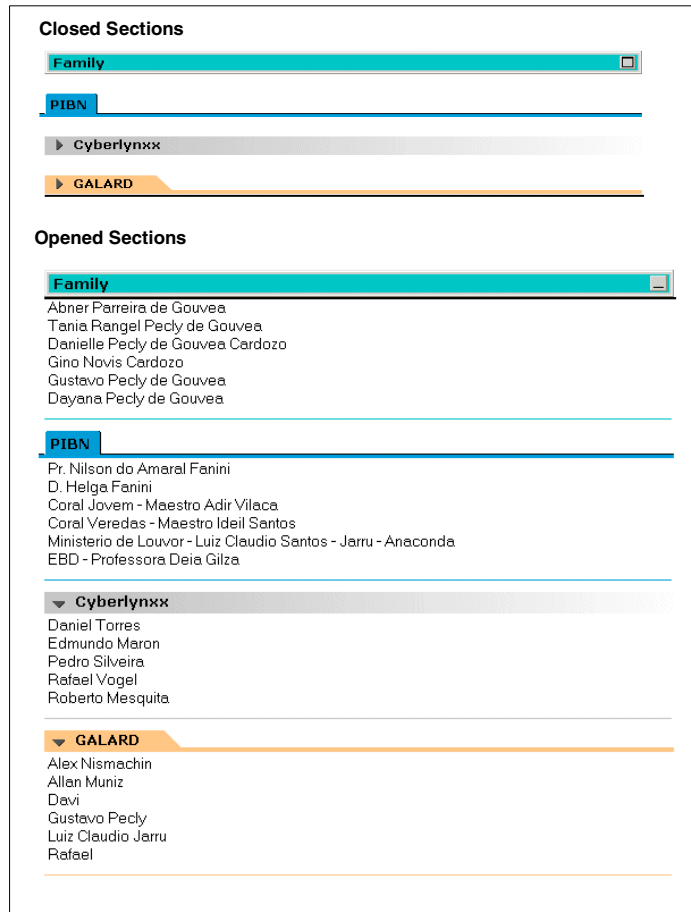 Closed Sections
Family
PIBN
Cyberlynxx
GALARD
Opened Sections
Family
Abner Parreira de Gouvea
Tania Rangel Pecly de Gouvea
Danielle Pecly de Gouvea Cardozo
Gino Novis Cardozo
Gustavo Pecly de Gouvea
Dayana Pecly de Gouvea
PIBN
Pr. Nilson do Amaral Fanini
D. Helga Fanini
Coral Jovem - Maestro Adir Vilaca
Coral Veredas - Maestro Ideil Santos
Ministerio de Louvor - Luiz Claudio Santos - Jarru - Anaconda
EBD - Professora Deia Gilza
Cyberlynxx
Daniel Torres
Edmundo Maron
Pedro Silveira
Rafael Vogel
Roberto Mesquita
GALARD
Alex Nismachin
Allan Muniz
Davi
Gustavo Pecly
Luiz Claudio Jarru
Rafael